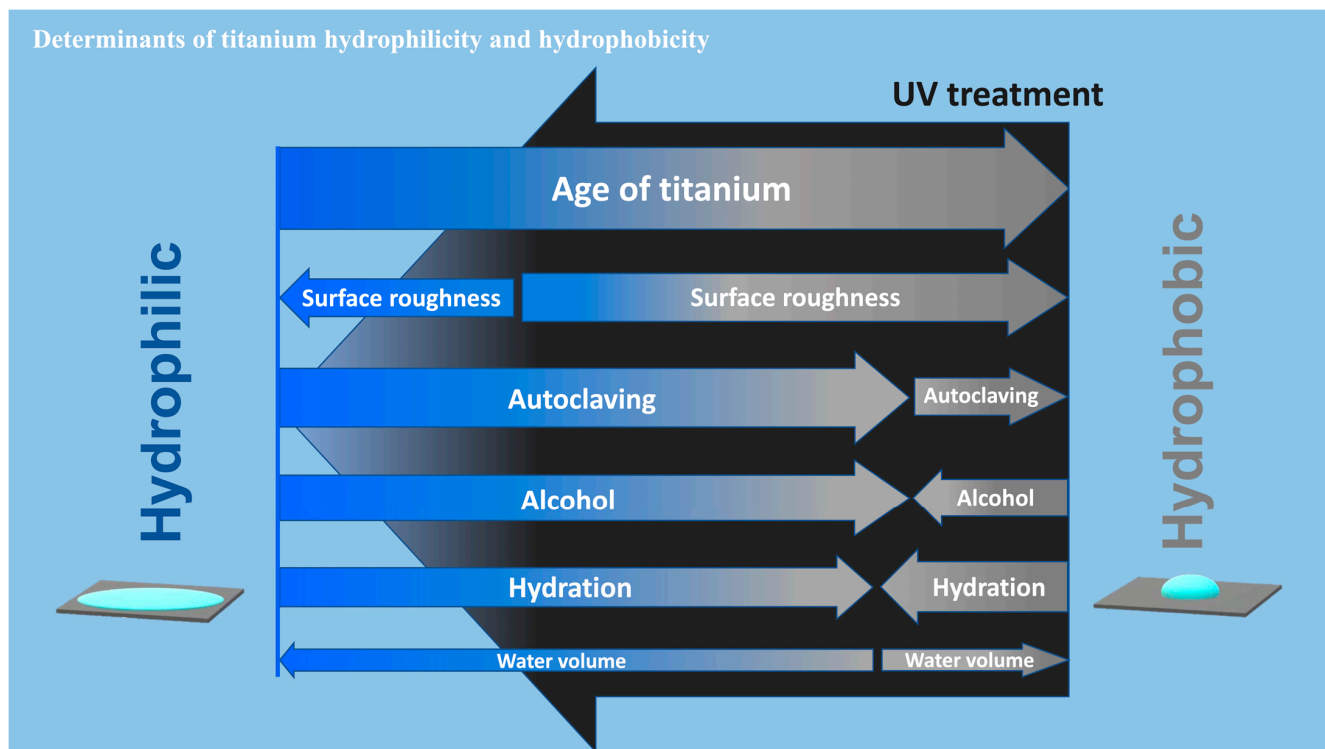 Determinants of titanium hydrophilicity and hydrophobicity
UV treatment
Age of titanium
Surface roughness
Surface roughness
Autoclaving
Autoclaving
Alcohol
Alcohol
Hydration
Hydration
Water volume
Water volume
Hydrophillic
Hydrophobic